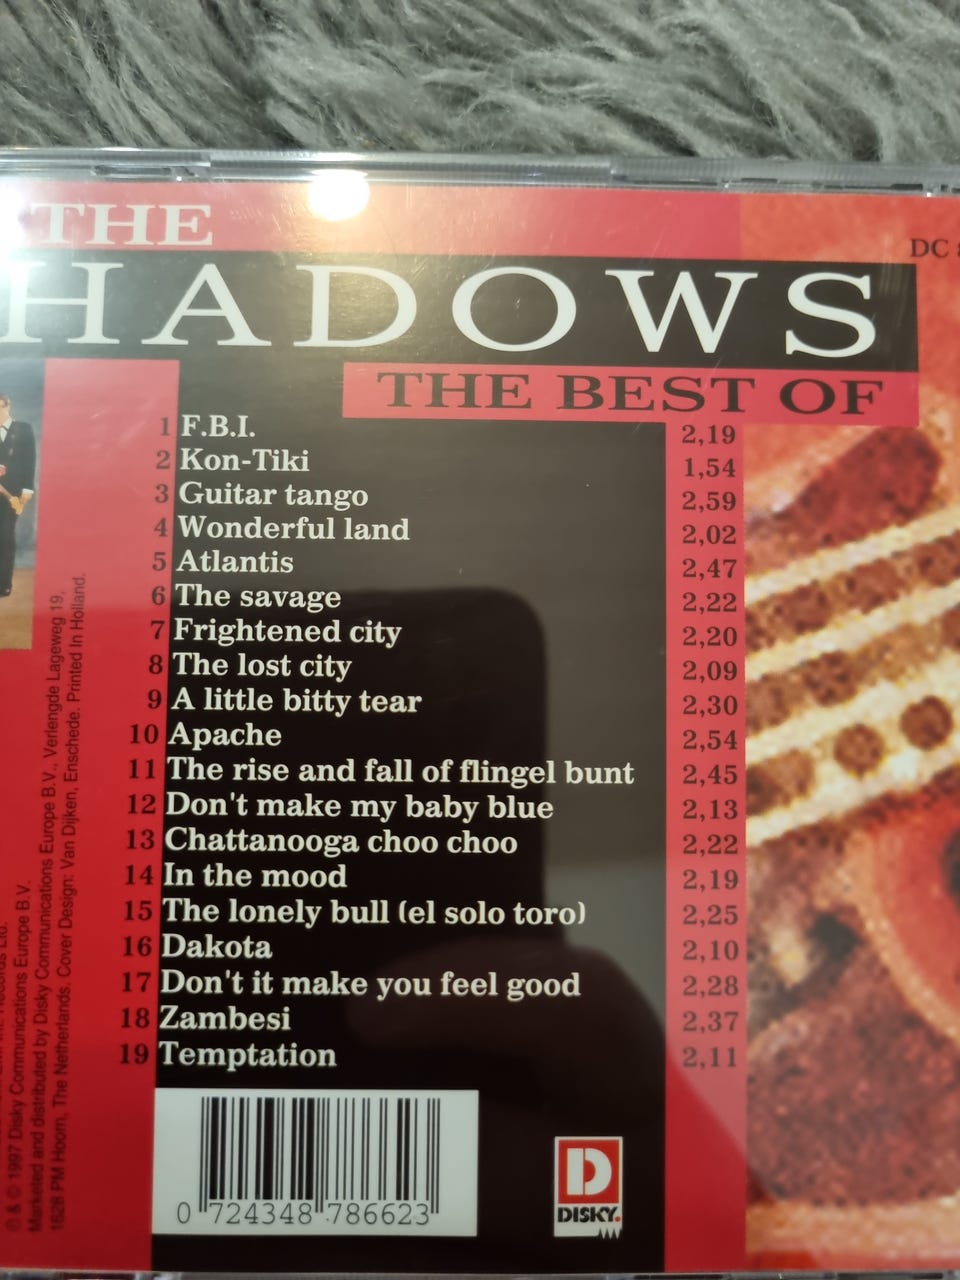 THE
HADOWS
DC
THE BEST OF
1 F.B.I. 2,19
2 Kon-Tiki 1,54
3 Guitar tango 2,59
4 Wonderful land 2,02
5 Atlantis 2,47
6 The savage 2,22
7 Frightened city 2,20
8 The lost city 2,09
9 A little bitty tear 2,30
10 Apache 2,54
11 The rise and fall of flingel bunt 2,45
12 Don't make my baby blue 2,13
13 Chattanooga choo choo 2,22
14 In the mood 2,19
15 The lonely bull (el solo toro) 2,25
16 Dakota 2,10
17 Don't it make you feel good 2,28
18 Zambesi 2,37
19 Temptation 2,11
Records Ltd.
℗ & © 1997 Disky Communications Europe B.V.
Marketed and distributed by Disky Communications Europe B.V., Verlengde Lageweg 19,
1628 PM Hoorn, The Netherlands. Cover Design: Van Dijken, Enschede. Printed In Holland.
0 724348 786623
D
DISKY.